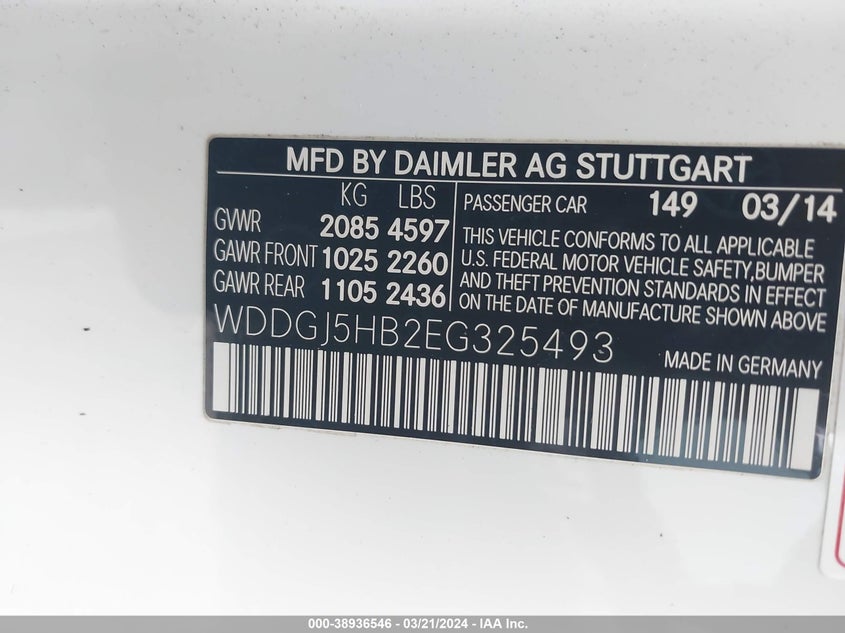 MFD BY DAIMLER AG STUTTGART
KG LBS
GVWR 2085 4597
GAWR FRONT 1025 2260
GAWR REAR 1105 2436
PASSENGER CAR 149 03/14
THIS VEHICLE CONFORMS TO ALL APPLICABLE
U.S. FEDERAL MOTOR VEHICLE SAFETY,BUMPER
AND THEFT PREVENTION STANDARDS IN EFFECT
ON THE DATE OF MANUFACTURE SHOWN ABOVE
WDDGJ5HB2EG325493
MADE IN GERMANY
000-38936546 - 03/21/2024 - IAA Inc.